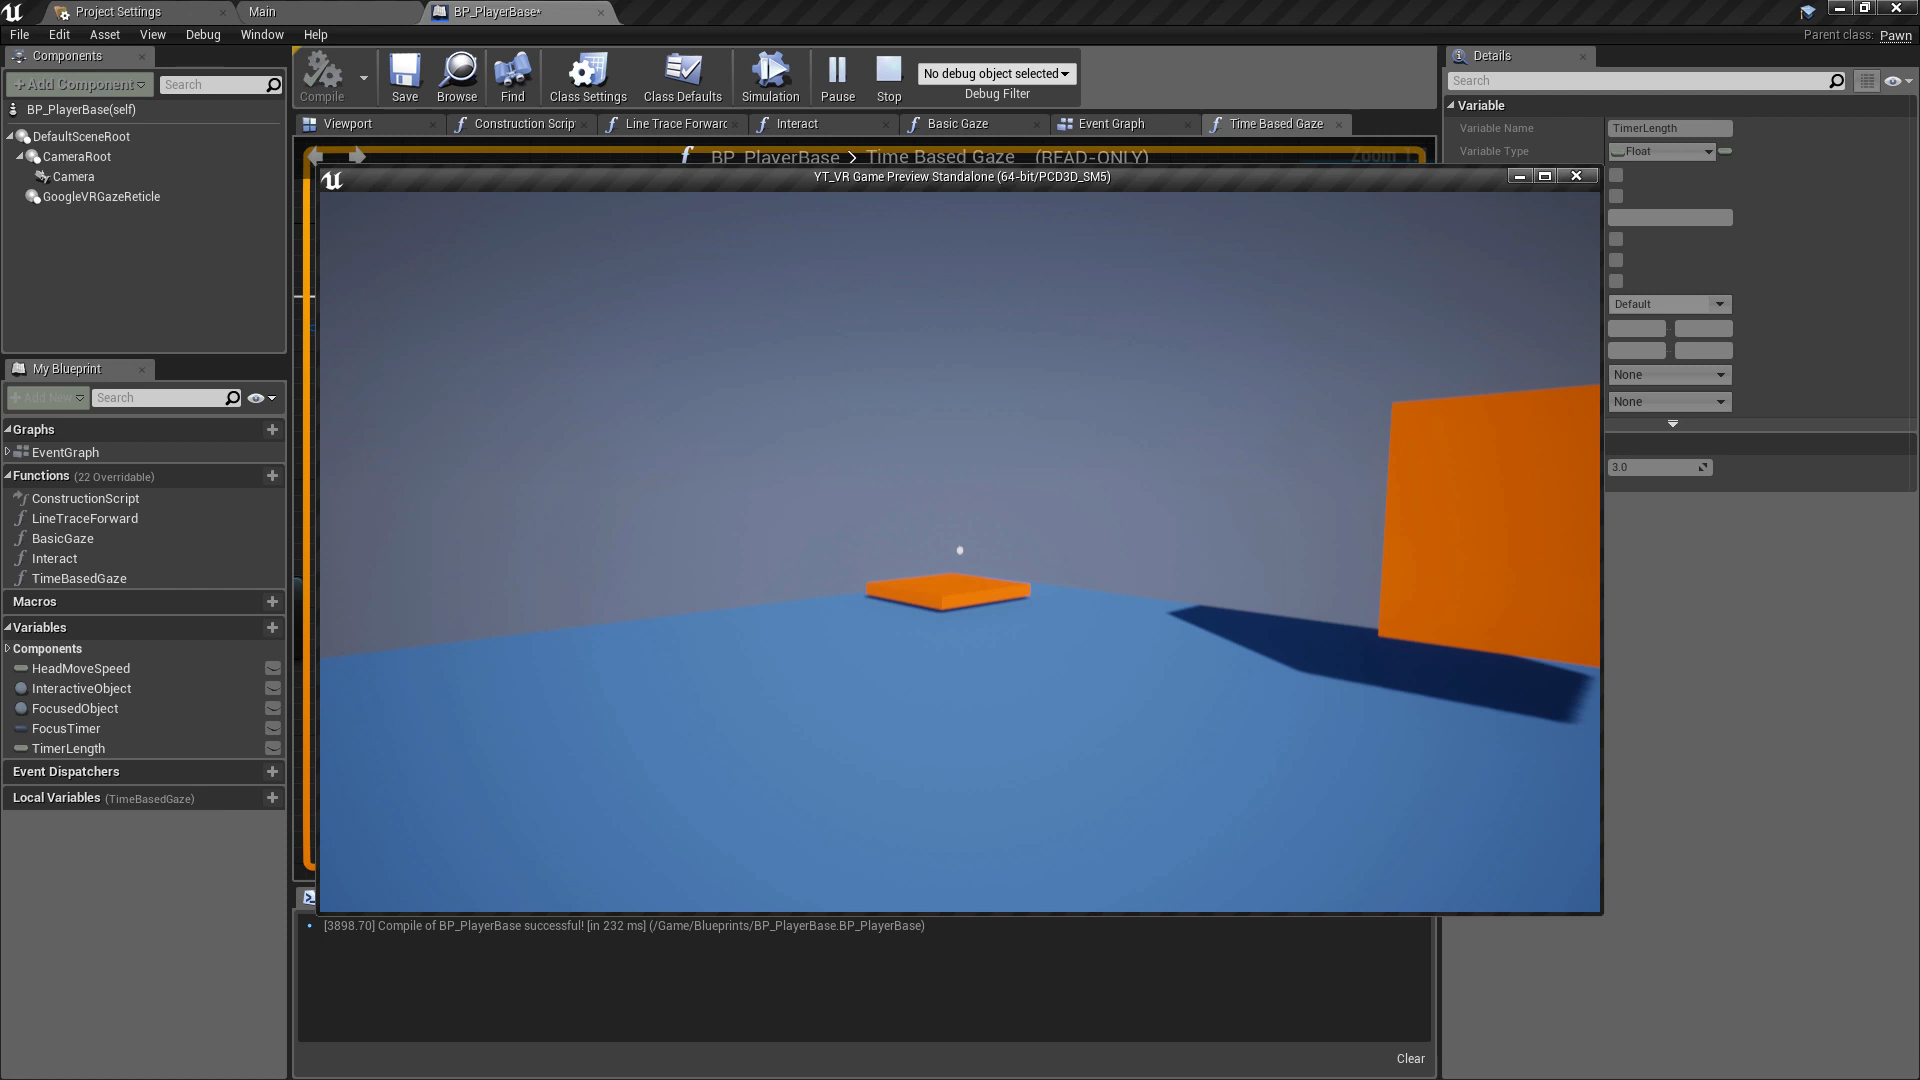 Project Settings
Main
BP_PlayerBase*
File Edit Asset View Debug Window Help
Parent class: Pawn
Components
+Add Component
Search
BP_PlayerBase(self)
DefaultSceneRoot
CameraRoot
Camera
GoogleVRGazeReticle
Compile
Save
Browse
Find
Class Settings
Class Defaults
Simulation
Pause
Stop
No debug object selected
Debug Filter
Viewport
Construction Scrip
Line Trace Forward
Interact
Basic Gaze
Event Graph
Time Based Gaze
BP_PlayerBase > Time Based Gaze (READ-ONLY)
YT_VR Game Preview Standalone (64-bit/PCD3D_SM5)
My Blueprint
+Add New
Search
Graphs
EventGraph
Functions (22 Overridable)
ConstructionScript
LineTraceForward
BasicGaze
Interact
TimeBasedGaze
Macros
Variables
Components
HeadMoveSpeed
InteractiveObject
FocusedObject
FocusTimer
TimerLength
Event Dispatchers
Local Variables (TimeBasedGaze)
[3898.70] Compile of BP_PlayerBase successful! [in 232 ms] (/Game/Blueprints/BP_PlayerBase.BP_PlayerBase)
Clear
Details
Search
Variable
Variable Name
TimerLength
Variable Type
Float
Default
None
None
3.0